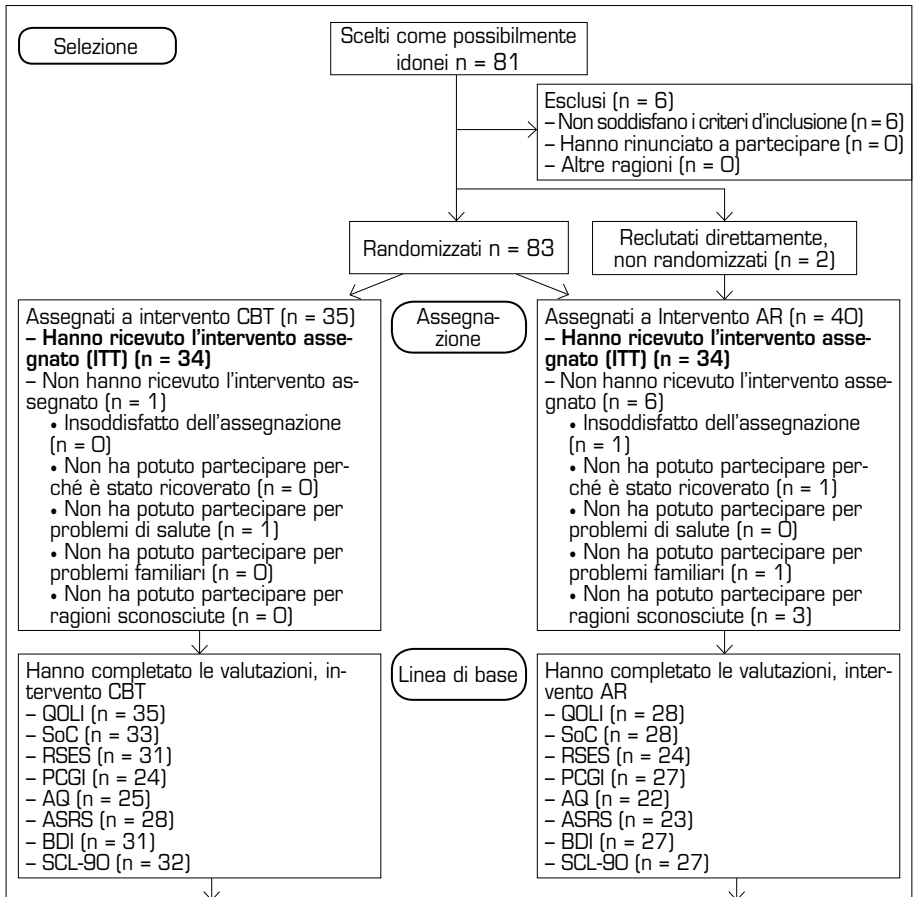 Selezione
Scelti come possibilmente
idonei n = 81
Esclusi (n = 6)
– Non soddisfano i criteri d'inclusione (n = 6)
– Hanno rinunciato a partecipare (n = 0)
– Altre ragioni (n = 0)
Randomizzati n = 83
Reclutati direttamente,
non randomizzati (n = 2)
Assegnati a intervento CBT (n = 35)
– Hanno ricevuto l'intervento asse-
gnato (ITT) (n = 34)
– Non hanno ricevuto l'intervento as-
segnato (n = 1)
• Insoddisfatto dell'assegnazione
(n = 0)
• Non ha potuto partecipare per-
ché è stato ricoverato (n = 0)
• Non ha potuto partecipare per
problemi di salute (n = 1)
• Non ha potuto partecipare per
problemi familiari (n = 0)
• Non ha potuto partecipare per
ragioni sconosciute (n = 0)
Assegna-
zione
Assegnati a Intervento AR (n = 40)
– Hanno ricevuto l'intervento asse-
gnato (ITT) (n = 34)
– Non hanno ricevuto l'intervento asse-
gnato (n = 6)
• Insoddisfatto dell'assegnazione
(n = 1)
• Non ha potuto partecipare per-
ché è stato ricoverato (n = 1)
• Non ha potuto partecipare per
problemi di salute (n = 0)
• Non ha potuto partecipare per
problemi familiari (n = 1)
• Non ha potuto partecipare per
ragioni sconosciute (n = 3)
Hanno completato le valutazioni, in-
tervento CBT
– QOLI (n = 35)
– SoC (n = 33)
– RSES (n = 31)
– PCGI (n = 24)
– AQ (n = 25)
– ASRS (n = 28)
– BDI (n = 31)
– SCL-90 (n = 32)
Linea di base
Hanno completato le valutazioni, inter-
vento AR
– QOLI (n = 28)
– SoC (n = 28)
– RSES (n = 24)
– PCGI (n = 27)
– AQ (n = 22)
– ASRS (n = 23)
– BDI (n = 27)
– SCL-90 (n = 27)